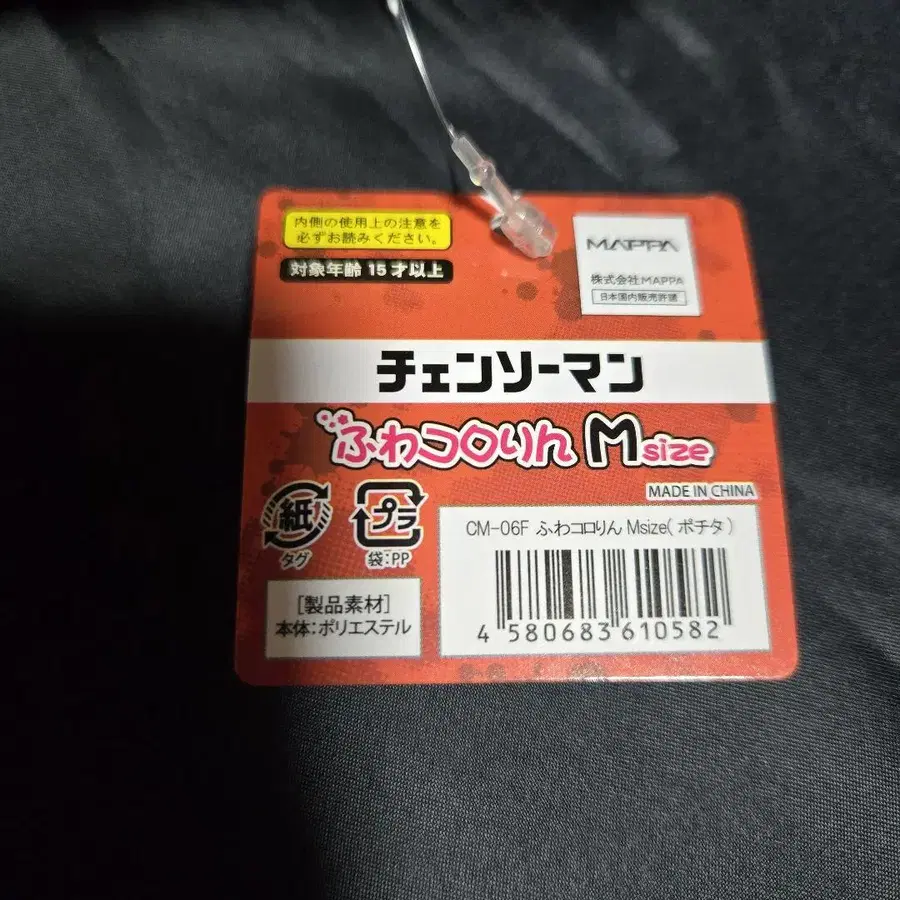 内側の使用上の注意を
必ずお読みください。
対象年齢 15才以上
MAPPA
株式会社MAPPA
日本国内販売許諾
チェンソーマン
ふわコロりん Msize
MADE IN CHINA
紙
タグ
プラ
袋:PP
CM-06F ふわコロりん Msize( ポチタ )
[製品素材]
本体:ポリエステル
4 580683 610582